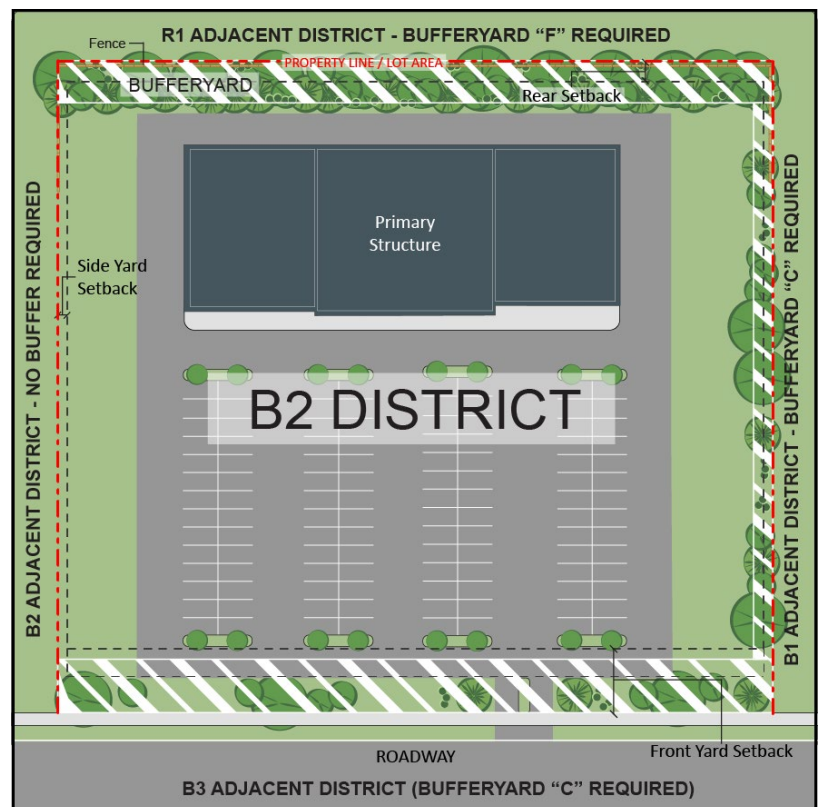 R1 ADJACENT DISTRICT - BUFFERYARD “F” REQUIRED
Fence
PROPERTY LINE / LOT AREA
BUFFERYARD
Rear Setback
Primary
Structure
Side Yard
Setback
B2 ADJACENT DISTRICT - NO BUFFER REQUIRED
B1 ADJACENT DISTRICT - BUFFERYARD “C” REQUIRED
B2 DISTRICT
Front Yard Setback
ROADWAY
B3 ADJACENT DISTRICT (BUFFERYARD “C” REQUIRED)